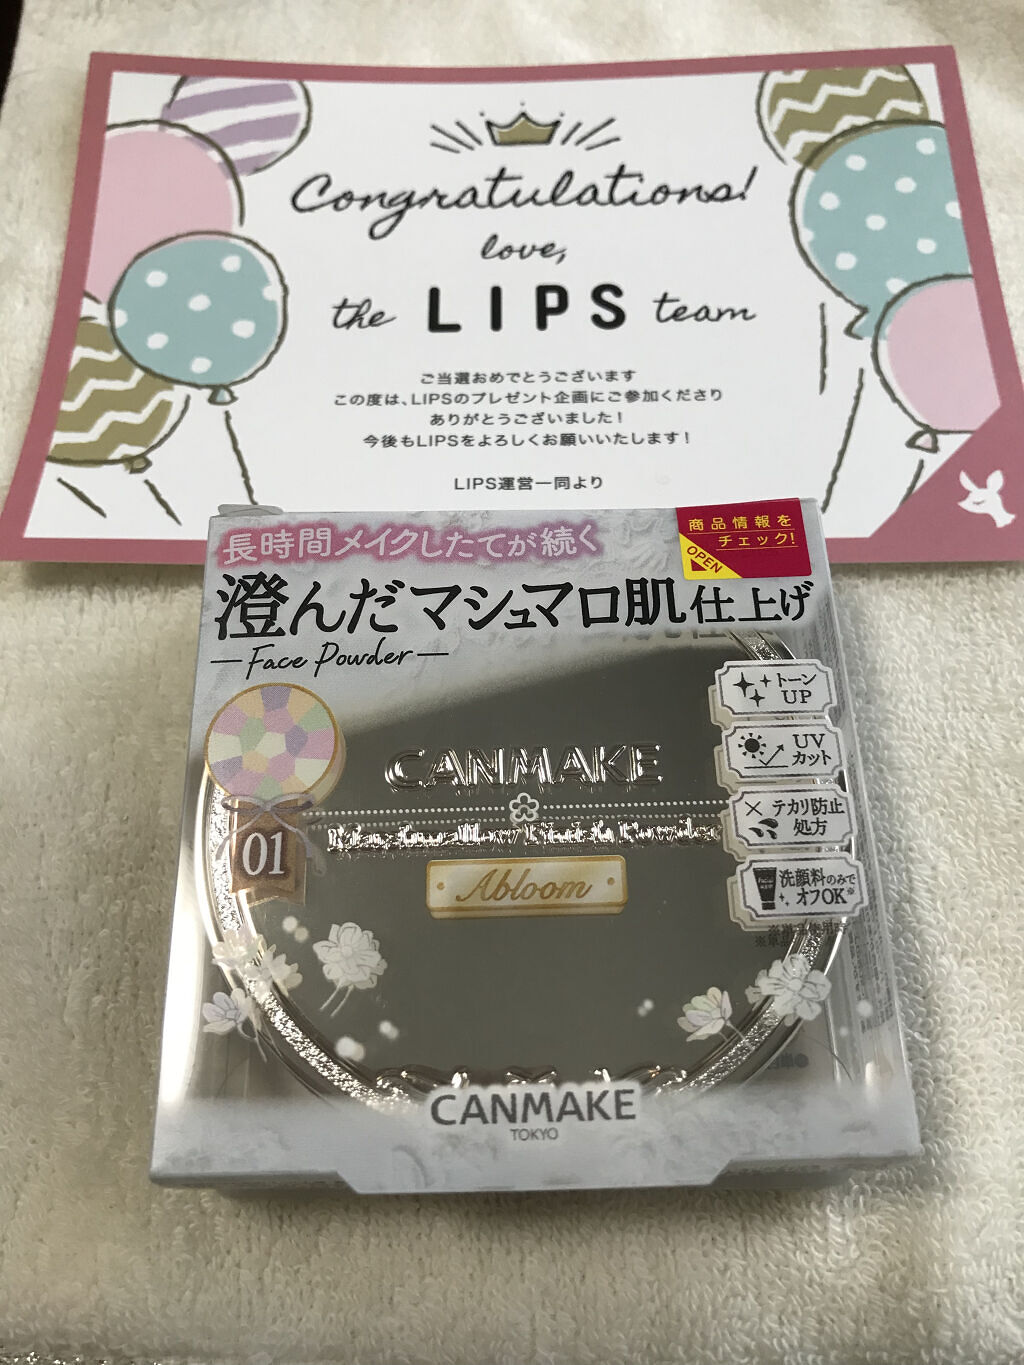 Congratulations!
love,
the LIPS team
ご当選おめでとうございます
この度は、LIPSのプレゼント企画にご参加くださり
ありがとうございました!
今後もLIPSをよろしくお願いいたします!
LIPS運営一同より
長時間メイクしたてが続く
商品情報を
チェック!
OPEN
澄んだマシュマロ肌仕上げ
Face Powder
トーン
UP
UV
カット
テカリ防止
処方
洗顔料のみで
オフOK※
01
CANMAKE
Marshmallow Finish Powder
Abloom
CANMAKE
TOKYO